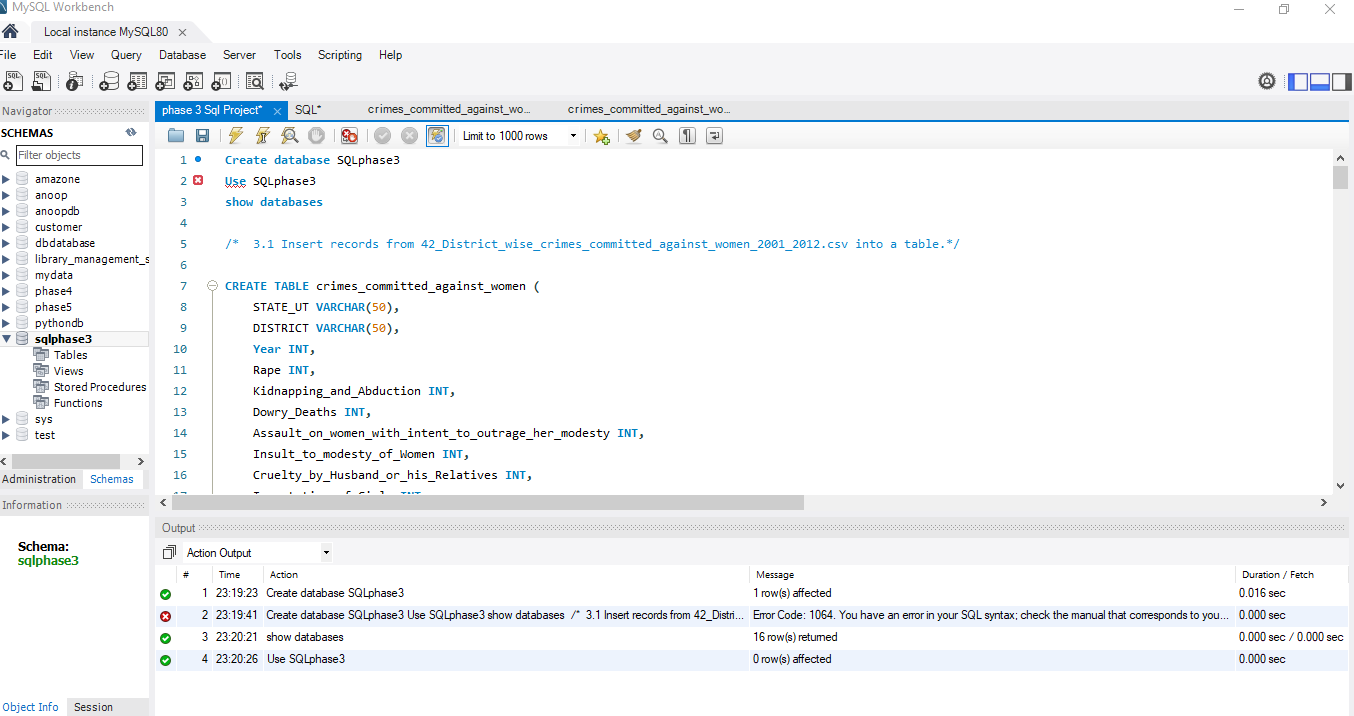 MySQL Workbench
Local instance MySQL80
File Edit View Query Database Server Tools Scripting Help
Navigator
SCHEMAS
Filter objects
amazone
anoop
anoopdb
customer
dbdatabase
library_management_s
mydata
phase4
phase5
pythondb
sqlphase3
Tables
Views
Stored Procedures
Functions
sys
test
Administration Schemas
Information
Schema:
sqlphase3
Object Info Session
phase 3 Sql Project* SQL* crimes_committed_against_wo... crimes_committed_against_wo...
Limit to 1000 rows
1 Create database SQLphase3
2 Use SQLphase3
3 show databases
4
5 /*  3.1 Insert records from 42_District_wise_crimes_committed_against_women_2001_2012.csv into a table.*/
6
7 CREATE TABLE crimes_committed_against_women (
8 STATE_UT VARCHAR(50),
9 DISTRICT VARCHAR(50),
10 Year INT,
11 Rape INT,
12 Kidnapping_and_Abduction INT,
13 Dowry_Deaths INT,
14 Assault_on_women_with_intent_to_outrage_her_modesty INT,
15 Insult_to_modesty_of_Women INT,
16 Cruelty_by_Husband_or_his_Relatives INT,
Output
Action Output
# Time Action Message Duration / Fetch
1 23:19:23 Create database SQLphase3 1 row(s) affected 0.016 sec
2 23:19:41 Create database SQLphase3 Use SQLphase3 show databases  /*  3.1 Insert records from 42_Distri... Error Code: 1064. You have an error in your SQL syntax; check the manual that corresponds to you... 0.000 sec
3 23:20:21 show databases 16 row(s) returned 0.000 sec / 0.000 sec
4 23:20:26 Use SQLphase3 0 row(s) affected 0.000 sec